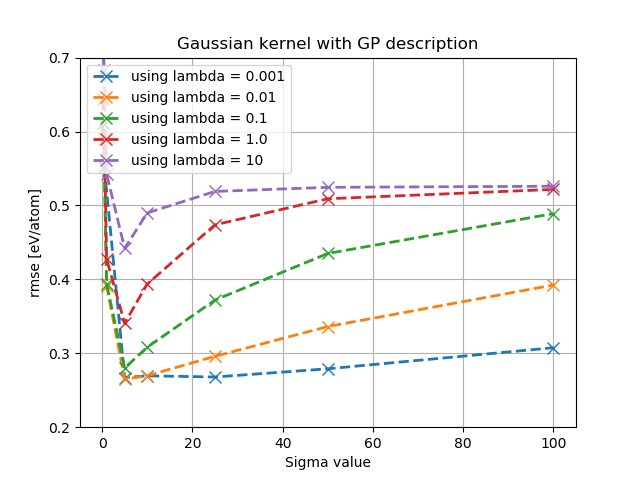 Gaussian kernel with GP description
using lambda = 0.001
using lambda = 0.01
using lambda = 0.1
using lambda = 1.0
using lambda = 10
rmse [eV/atom]
0.7
0.6
0.5
0.4
0.3
0.2
0 20 40 60 80 100
Sigma value